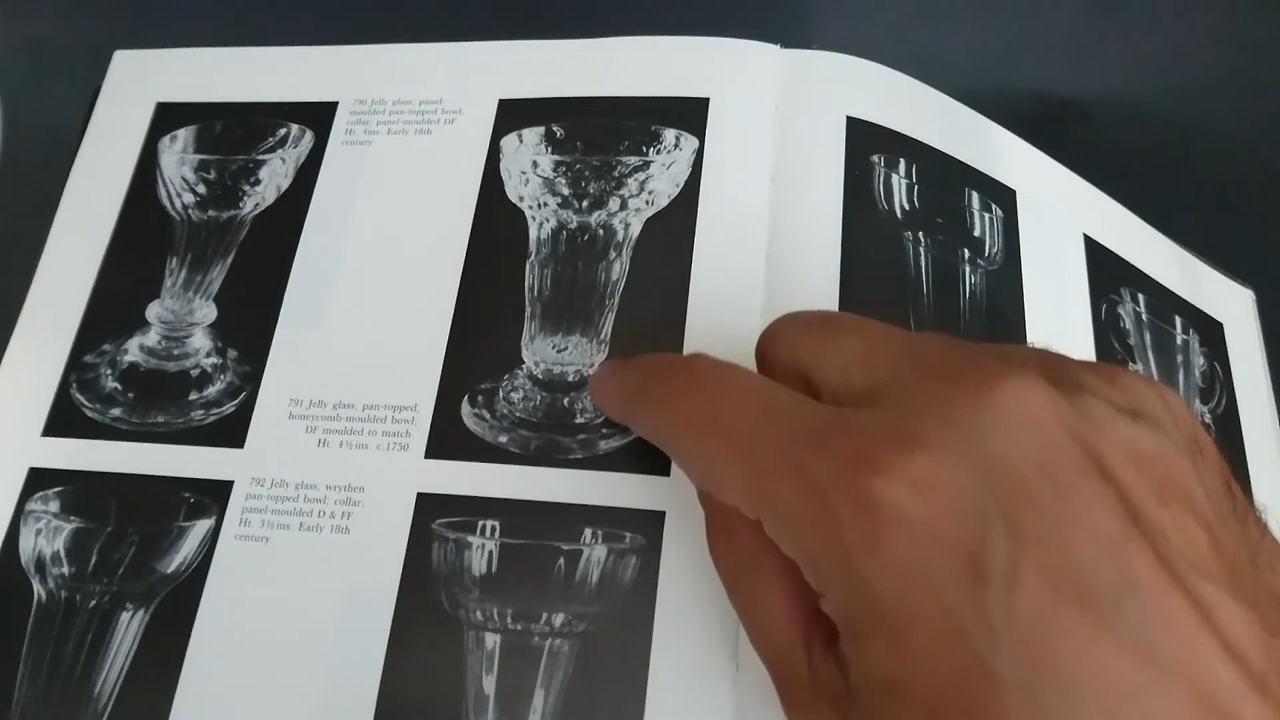 790 Jelly glass; panel-
moulded pan-topped bowl;
collar; panel-moulded DF
Ht. 4ins. Early 18th
century
791 Jelly glass, pan-topped,
honeycomb-moulded bowl;
DF moulded to match.
Ht. 4½ins. c.1750.
792 Jelly glass; wrythen
pan-topped bowl; collar;
panel-moulded D & FF.
Ht. 3½ins. Early 18th
century